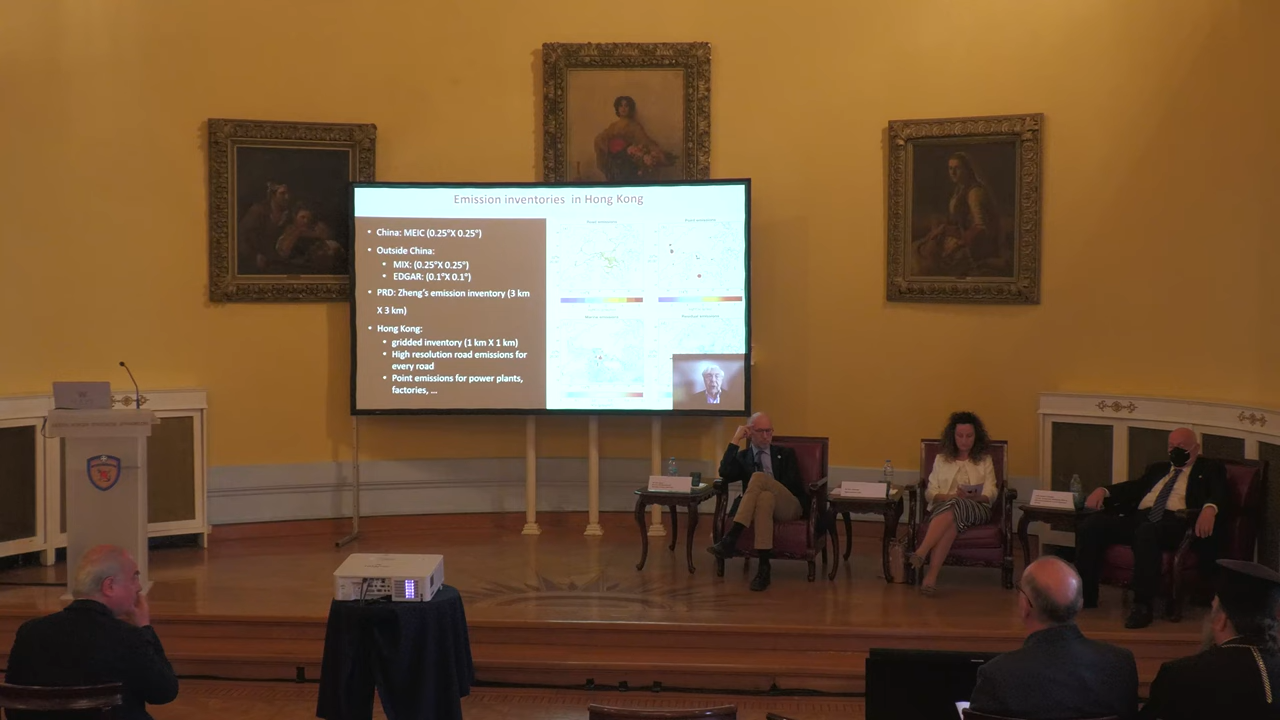 Emission inventories in Hong Kong
• China: MEIC (0.25°X 0.25°)
• Outside China:
• MIX: (0.25°X 0.25°)
• EDGAR: (0.1°X 0.1°)
• PRD: Zheng's emission inventory (3 km
X 3 km)
• Hong Kong:
• gridded inventory (1 km X 1 km)
• High resolution road emissions for
every road
• Point emissions for power plants,
factories, ...